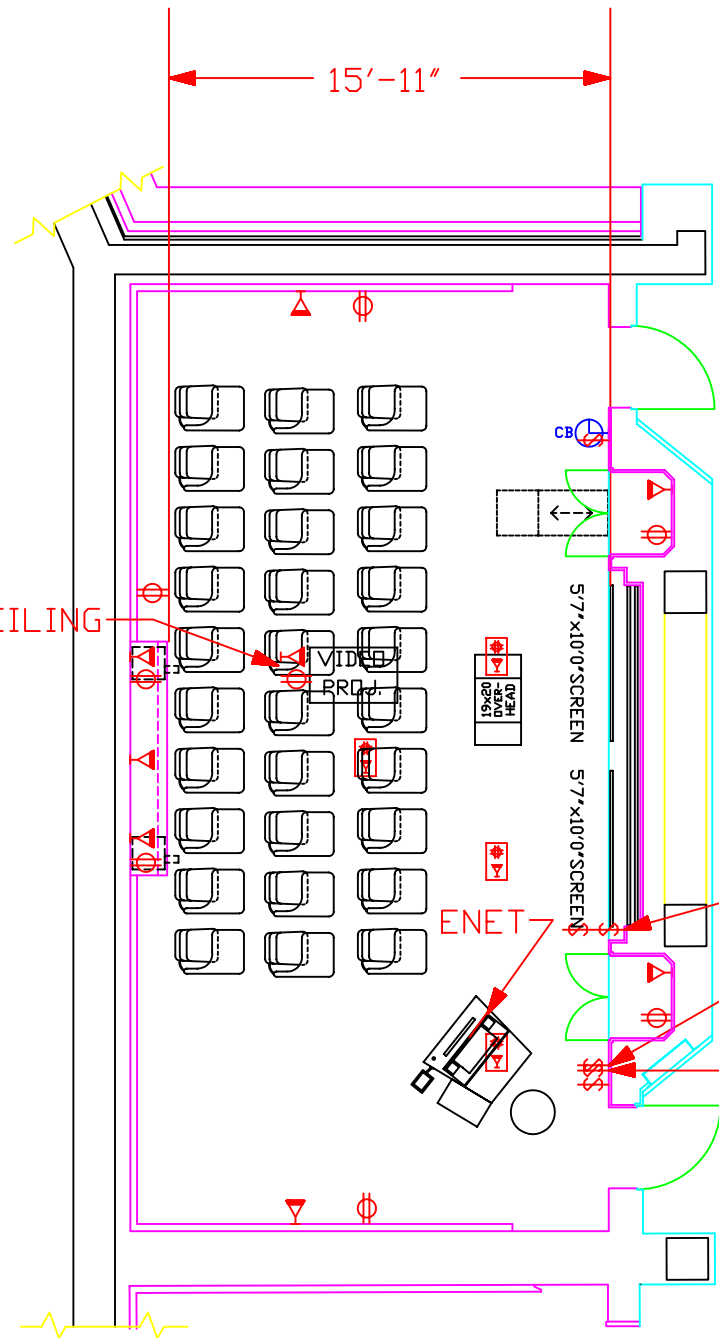 15'-11"
CB
EILING
VIDEO
PROJ.
19x20
OVER-
HEAD
5'7"x10'0"SCREEN
5'7"x10'0"SCREEN
ENET
S
S
S
S
S